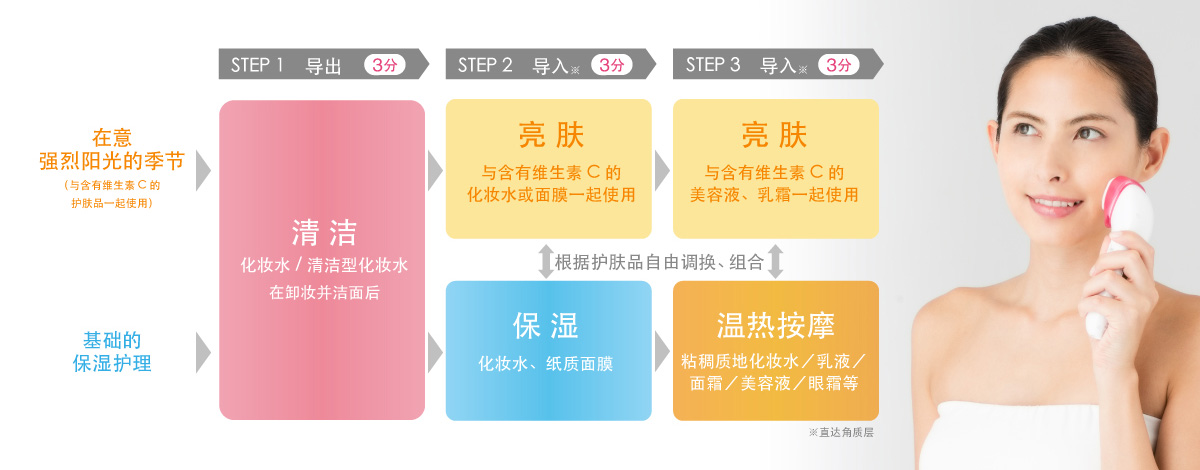 STEP 1 导出 3分
STEP 2 导入※ 3分
STEP 3 导入※ 3分
在意
强烈阳光的季节
（与含有维生素 C 的
护肤品一起使用）
基础的
保湿护理
清洁
化妆水 / 清洁型化妆水
在卸妆并洁面后
亮肤
与含有维生素 C 的
化妆水或面膜一起使用
亮肤
与含有维生素 C 的
美容液、乳霜一起使用
根据护肤品自由调换、组合
保湿
化妆水、纸质面膜
温热按摩
粘稠质地化妆水／乳液／
面霜／美容液／眼霜等
※直达角质层